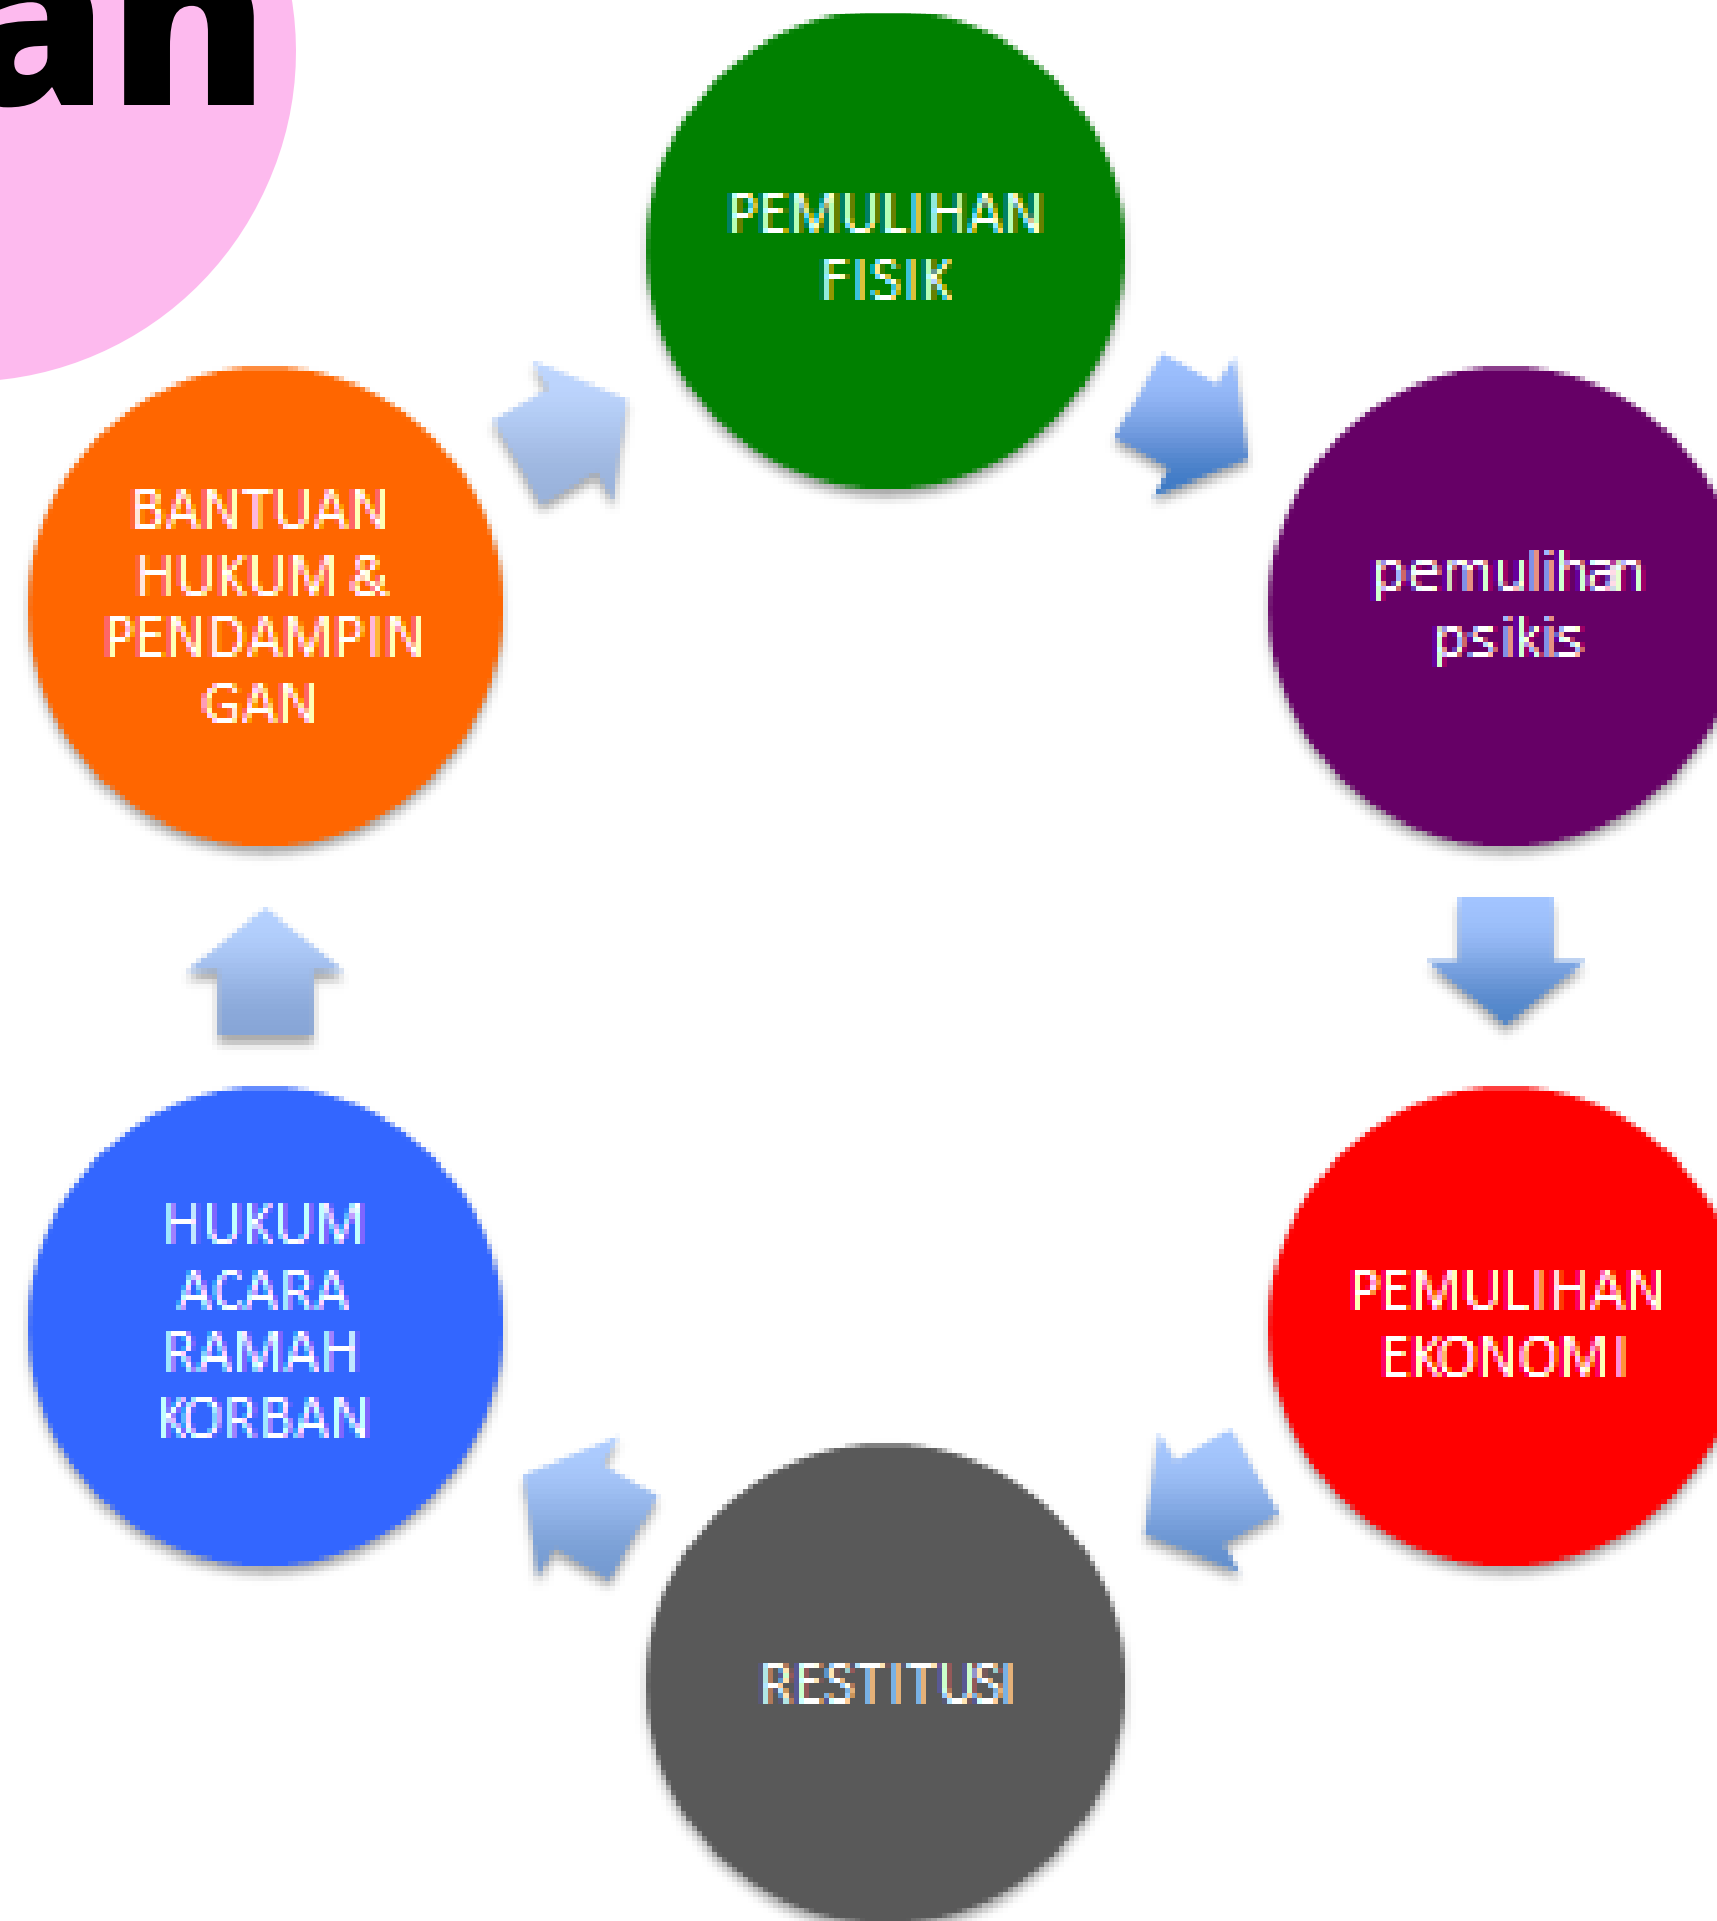 an
PEMULIHAN
FISIK
pemulihan
psikis
PEMULIHAN
EKONOMI
RESTITUSI
HUKUM
ACARA
RAMAH
KORBAN
BANTUAN
HUKUM &
PENDAMPIN
GAN